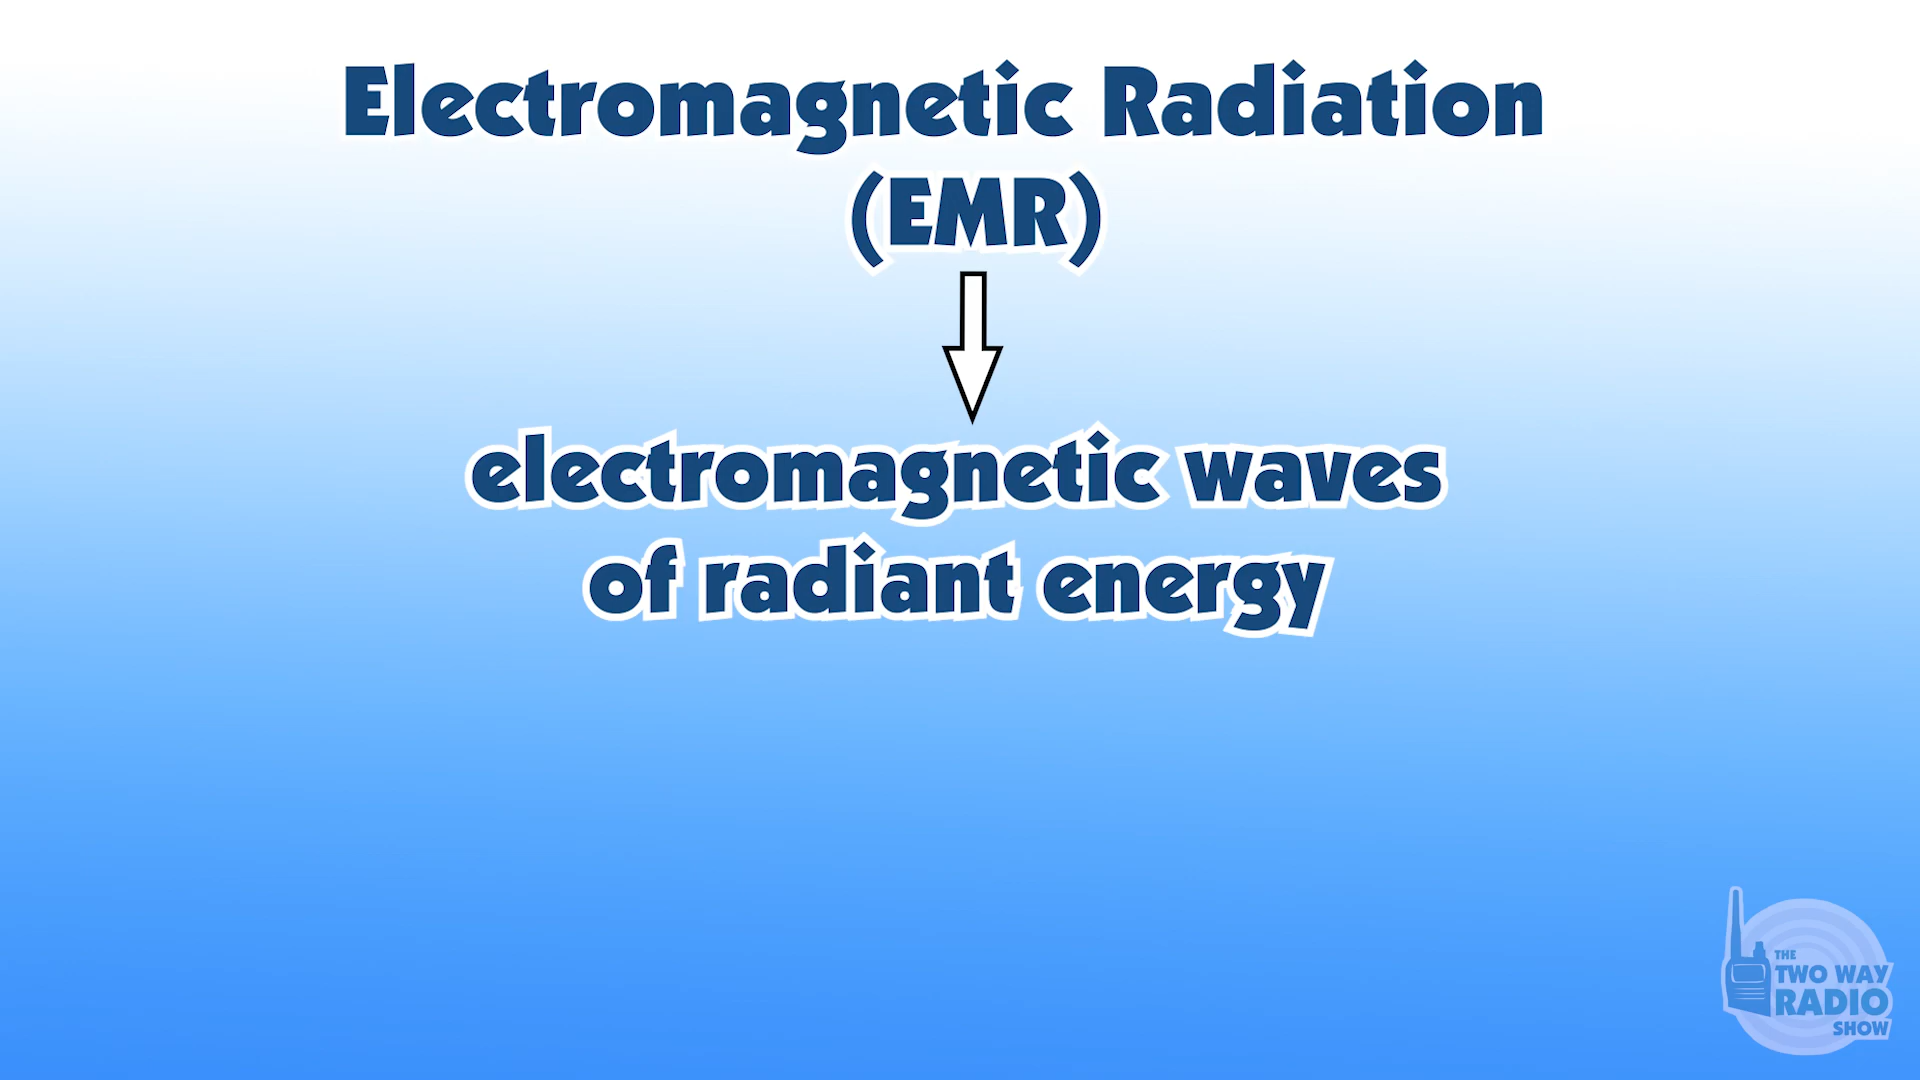 Electromagnetic Radiation
(EMR)
electromagnetic waves
of radiant energy
THE
TWO WAY
RADIO
SHOW